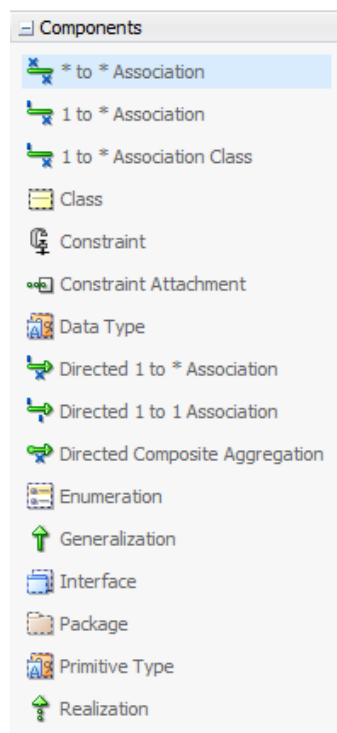 Components
* to * Association
1 to * Association
1 to * Association Class
Class
Constraint
Constraint Attachment
Data Type
Directed 1 to * Association
Directed 1 to 1 Association
Directed Composite Aggregation
Enumeration
Generalization
Interface
Package
Primitive Type
Realization